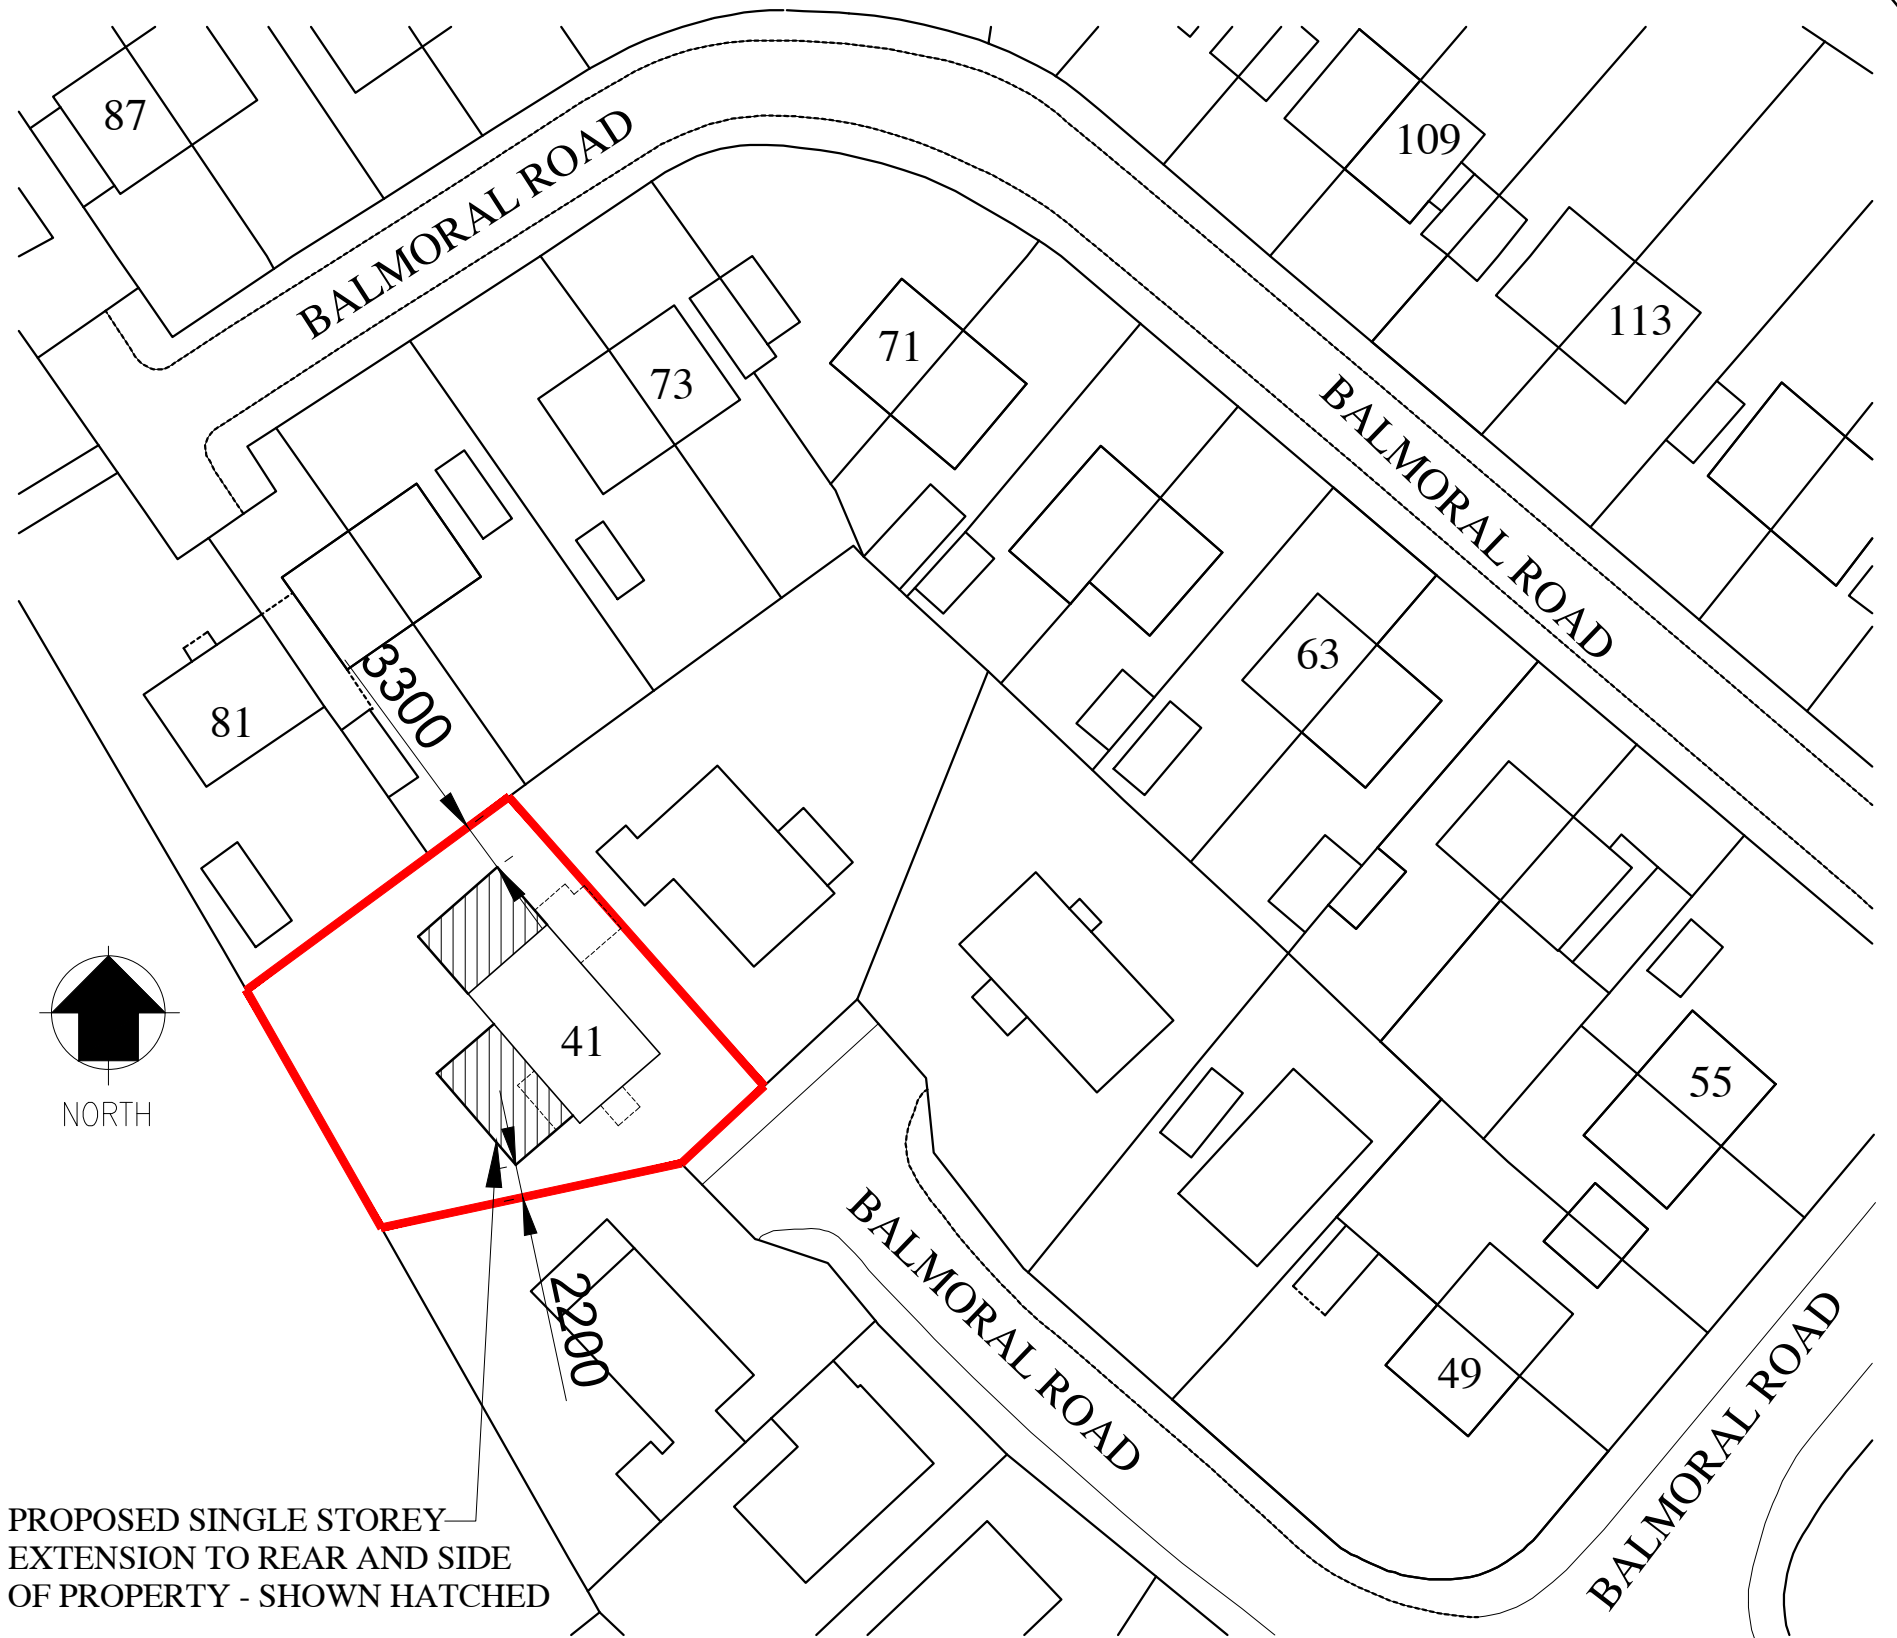 87
109
BALMORAL ROAD
113
71
73
BALMORAL ROAD
63
3300
81
41
55
NORTH
BALMORAL ROAD
2200
49
BALMORAL ROAD
PROPOSED SINGLE STOREY
EXTENSION TO REAR AND SIDE
OF PROPERTY - SHOWN HATCHED